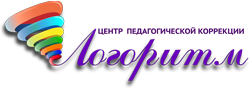 ЦЕНТР ПЕДАГОГИЧЕСКОЙ КОРРЕКЦИИ
Логоритм